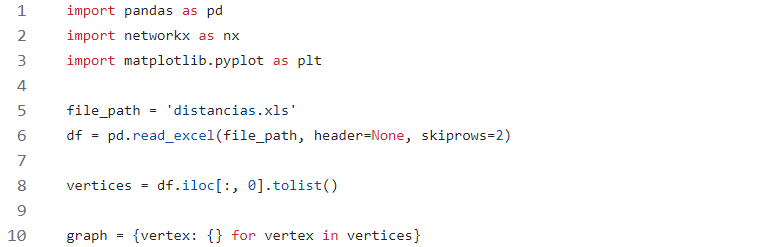 1 import pandas as pd
2 import networkx as nx
3 import matplotlib.pyplot as plt
4
5 file_path = 'distancias.xls'
6 df = pd.read_excel(file_path, header=None, skiprows=2)
7
8 vertices = df.iloc[:, 0].tolist()
9
10 graph = {vertex: {} for vertex in vertices}